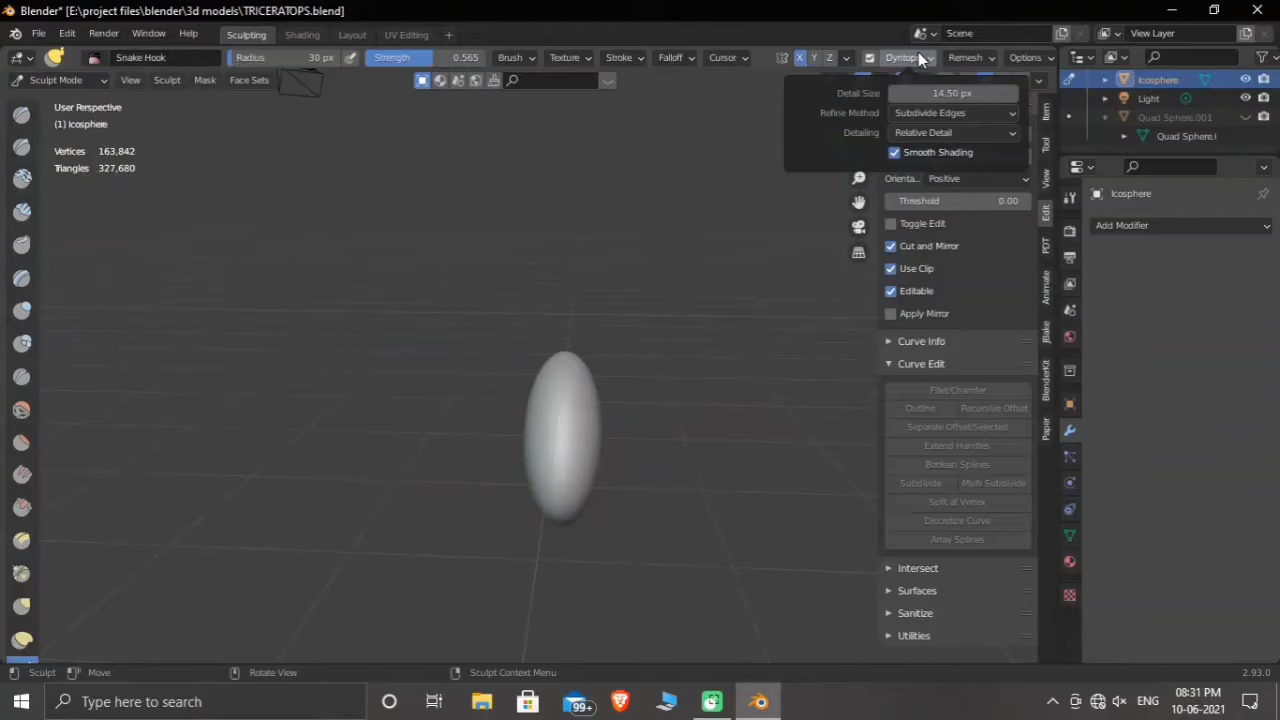 Blender* [E:\project files\blender\3d models\TRICERATOPS.blend]
File Edit Render Window Help Sculpting Shading Layout UV Editing + Scene View Layer
Snake Hook Radius 30 px Strength 0.565 Brush Texture Stroke Falloff Cursor X Y Z Dyntopo Remesh Options
Sculpt Mode View Sculpt Mask Face Sets Icosphere
User Perspective Detail Size 14.50 px Light
(1) Icosphere Refine Method Subdivide Edges Quad Sphere.001
Detailing Relative Detail Quad Sphere.
Vertices 163,842 Smooth Shading
Triangles 327,680
Orienta... Positive Icosphere
Threshold 0.00
Toggle Edit Add Modifier
Cut and Mirror
Use Clip
Editable
Apply Mirror
Curve Info
Curve Edit
Fillet/Chamfer
Outline Recursive Offset
Separate Offset/Selected
Extend Handles
Boolean Splines
Subdivide Multi Subdivide
Split at Vertex
Discretize Curve
Array Splines
Intersect
Surfaces
Sanitize
Utilities
Item
Tool
View
Edit
PDT
Animate
JBake
BlenderKit
Paper
Sculpt Move Rotate View Sculpt Context Menu 2.93.0
Type here to search 99+ ENG 08:31 PM
10-06-2021